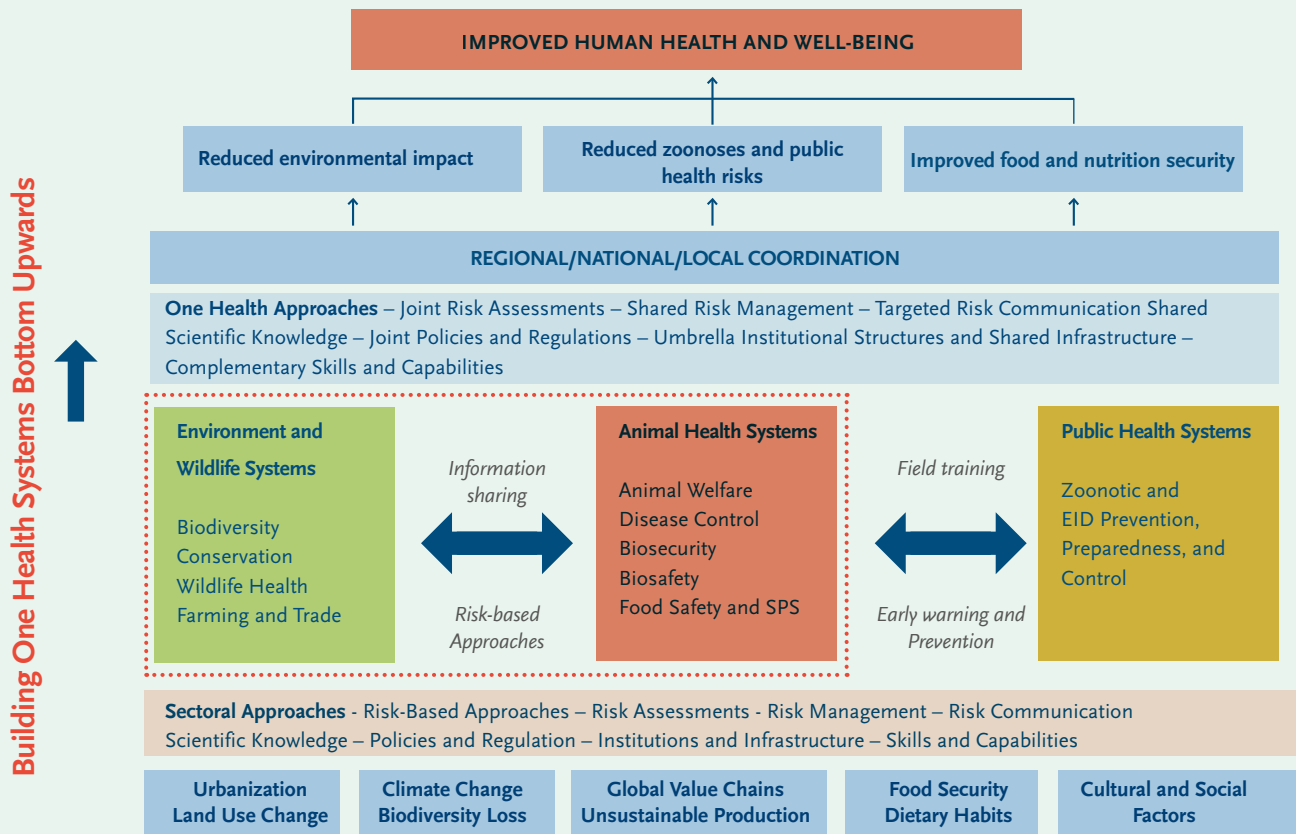 IMPROVED HUMAN HEALTH AND WELL-BEING
Reduced environmental impact
Reduced zoonoses and public
health risks
Improved food and nutrition security
REGIONAL/NATIONAL/LOCAL COORDINATION
One Health Approaches – Joint Risk Assessments – Shared Risk Management – Targeted Risk Communication Shared
Scientific Knowledge – Joint Policies and Regulations – Umbrella Institutional Structures and Shared Infrastructure –
Complementary Skills and Capabilities
Environment and
Wildlife Systems
Biodiversity
Conservation
Wildlife Health
Farming and Trade
Information
sharing
Risk-based
Approaches
Animal Health Systems
Animal Welfare
Disease Control
Biosecurity
Biosafety
Food Safety and SPS
Field training
Early warning and
Prevention
Public Health Systems
Zoonotic and
EID Prevention,
Preparedness, and
Control
Sectoral Approaches - Risk-Based Approaches – Risk Assessments - Risk Management – Risk Communication
Scientific Knowledge – Policies and Regulation – Institutions and Infrastructure – Skills and Capabilities
Urbanization
Land Use Change
Climate Change
Biodiversity Loss
Global Value Chains
Unsustainable Production
Food Security
Dietary Habits
Cultural and Social
Factors
Building One Health Systems Bottom Upwards